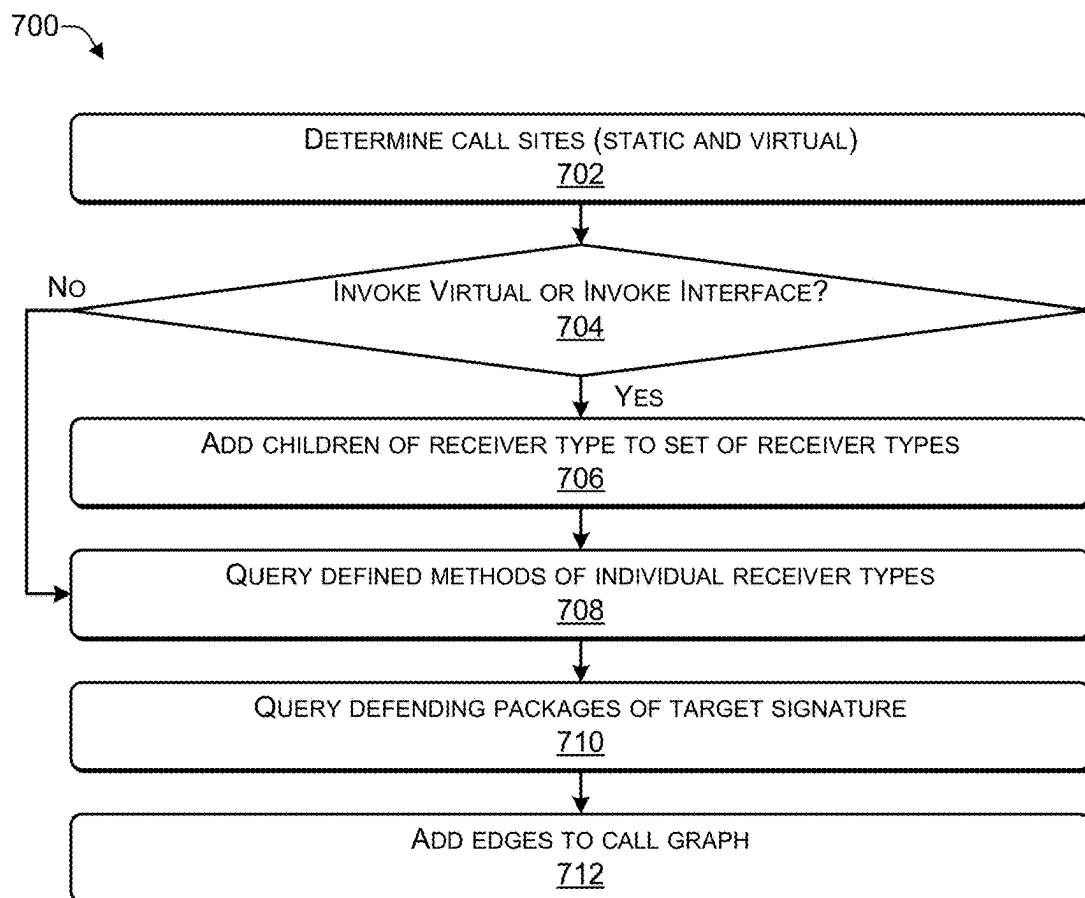 700
DETERMINE CALL SITES (STATIC AND VIRTUAL)
702
NO
INVOKE VIRTUAL OR INVOKE INTERFACE?
704
YES
ADD CHILDREN OF RECEIVER TYPE TO SET OF RECEIVER TYPES
706
QUERY DEFINED METHODS OF INDIVIDUAL RECEIVER TYPES
708
QUERY DEFENDING PACKAGES OF TARGET SIGNATURE
710
ADD EDGES TO CALL GRAPH
712